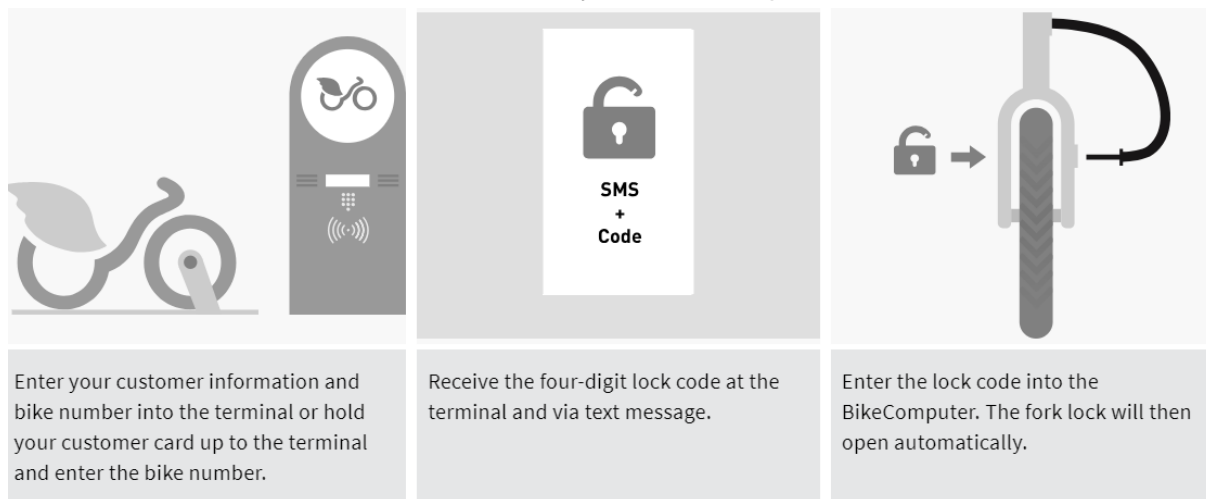 SMS
+
Code
Enter your customer information and
bike number into the terminal or hold
your customer card up to the terminal
and enter the bike number.
Receive the four-digit lock code at the
terminal and via text message.
Enter the lock code into the
BikeComputer. The fork lock will then
open automatically.